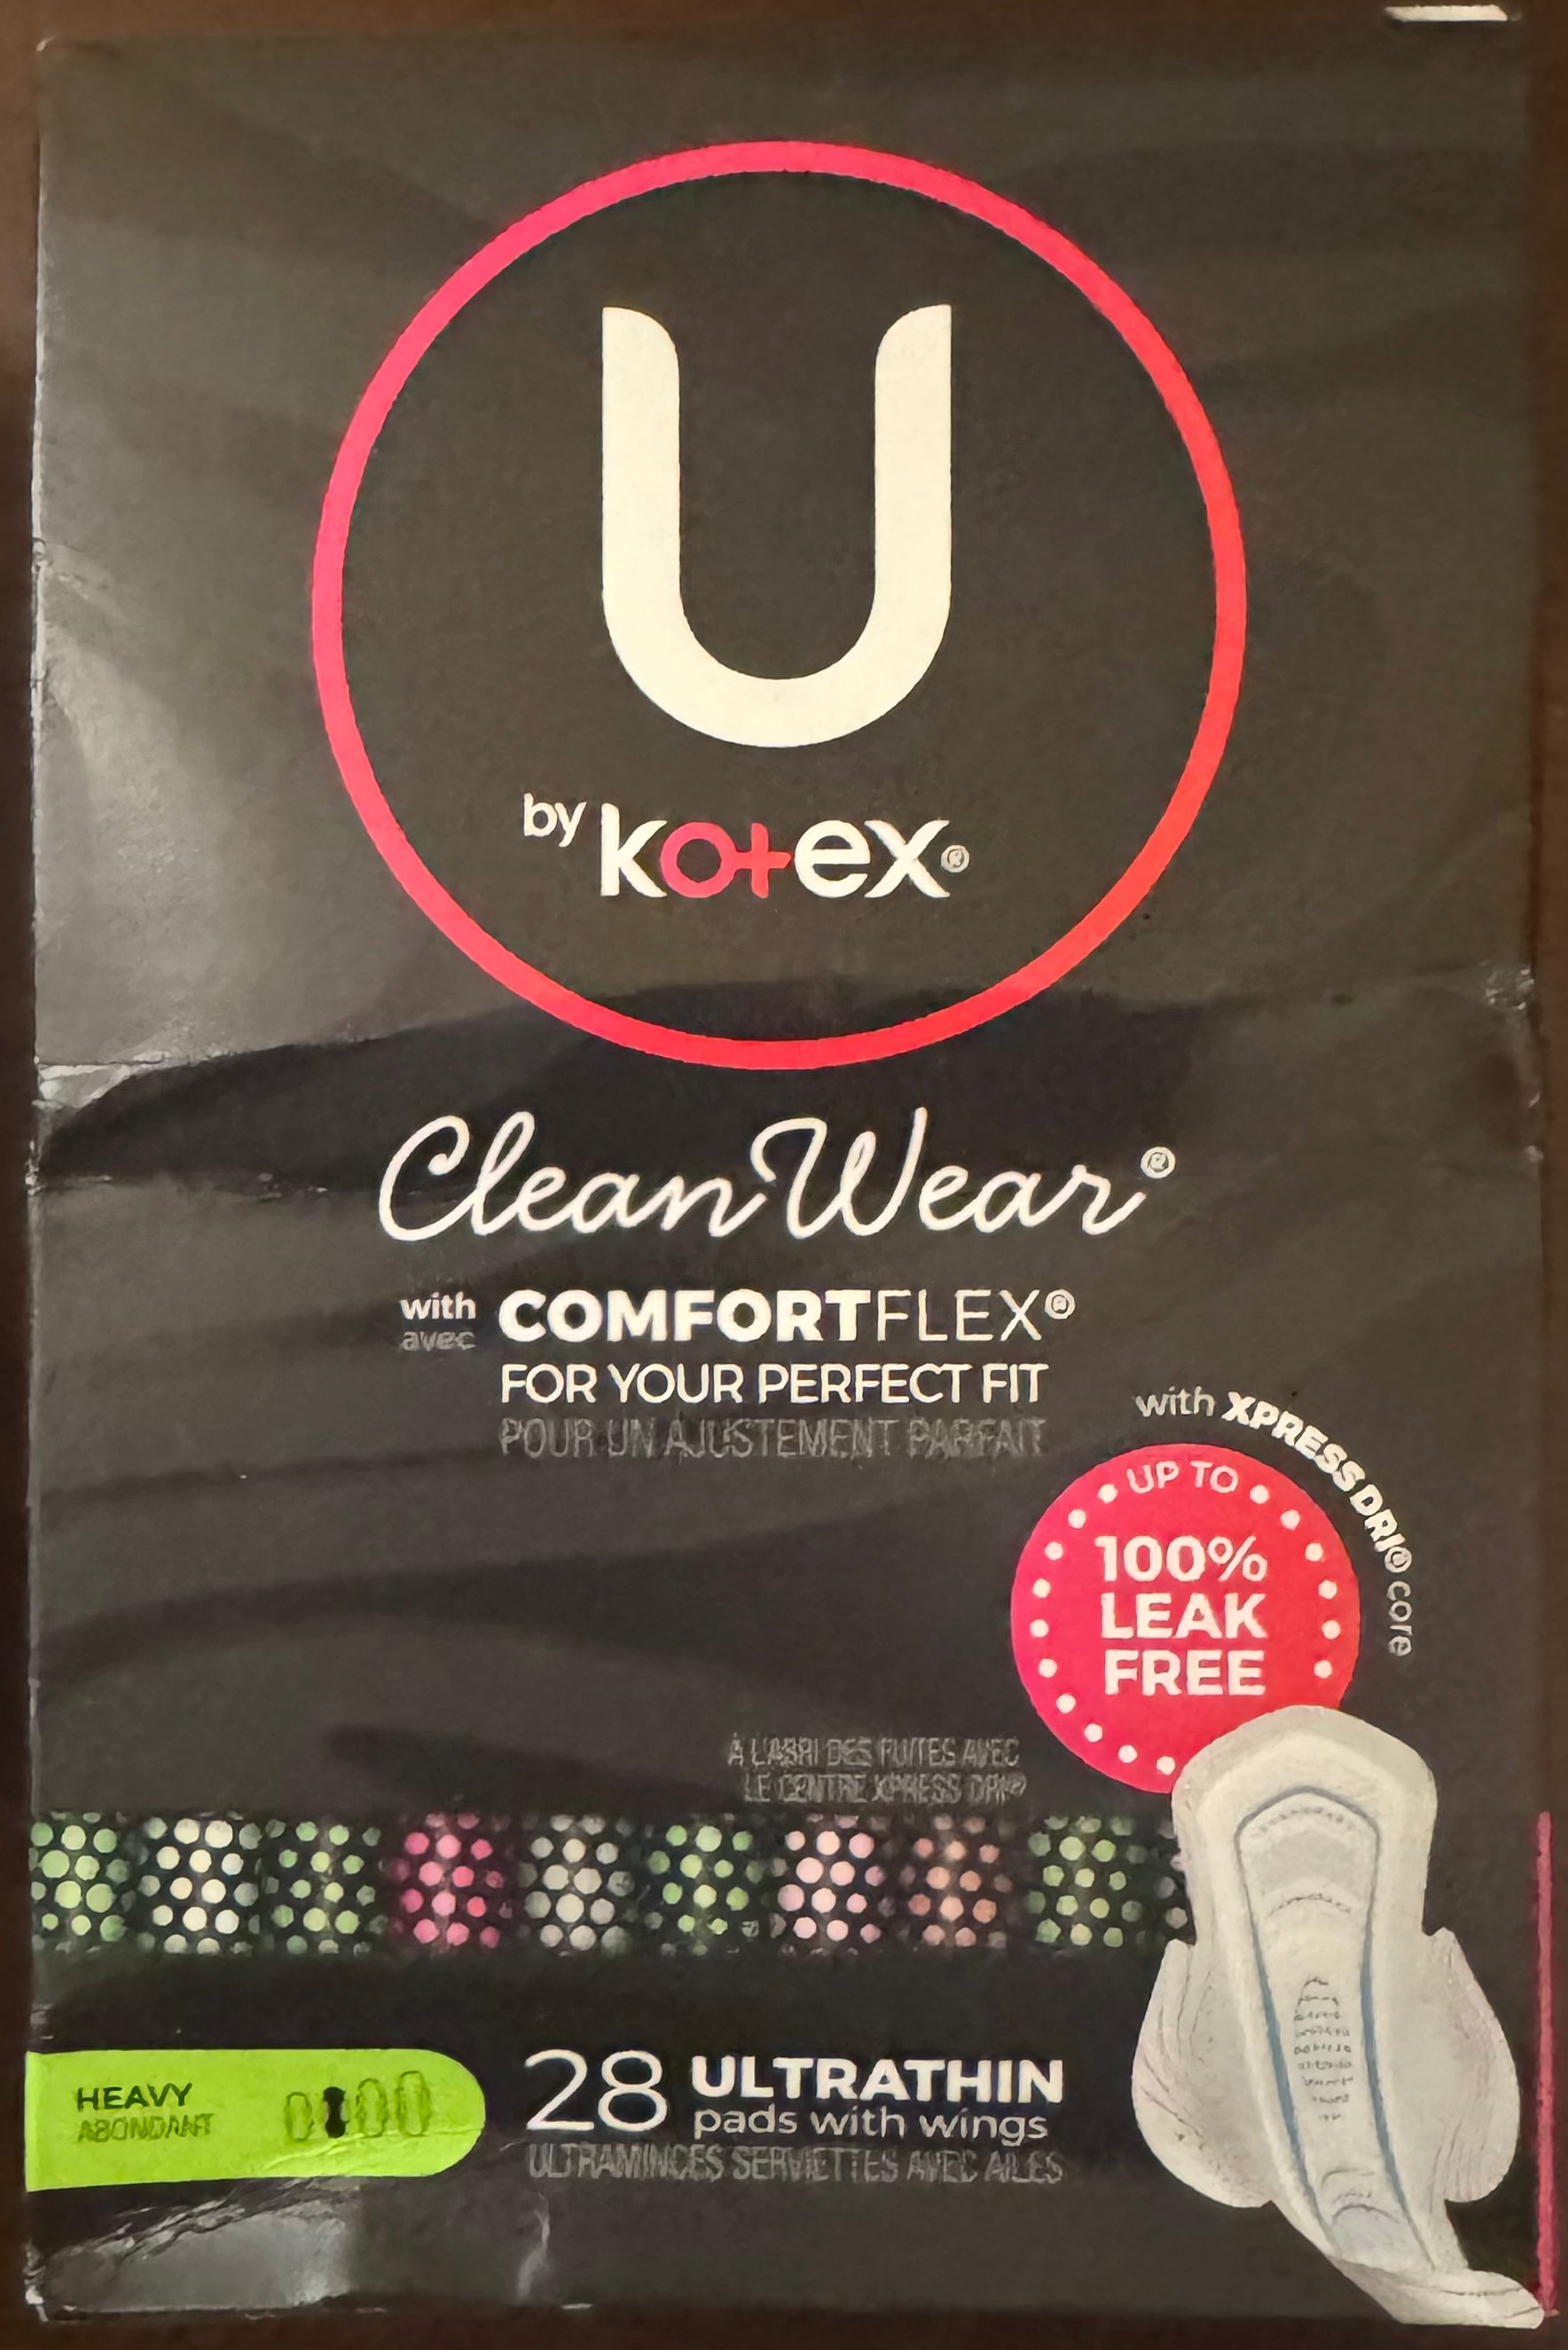 U
by kotex®
CleanWear®
with COMFORTFLEX®
avec
FOR YOUR PERFECT FIT
POUR UN AJUSTEMENT PARFAIT
with XPRESS DRI® core
UP TO
100%
LEAK
FREE
À L'ABRI DES FUITES AVEC
LE CENTRE XPRESS DRI®
HEAVY
ABONDANT
28 ULTRATHIN
pads with wings
ULTRAMINCES SERVIETTES AVEC AILES